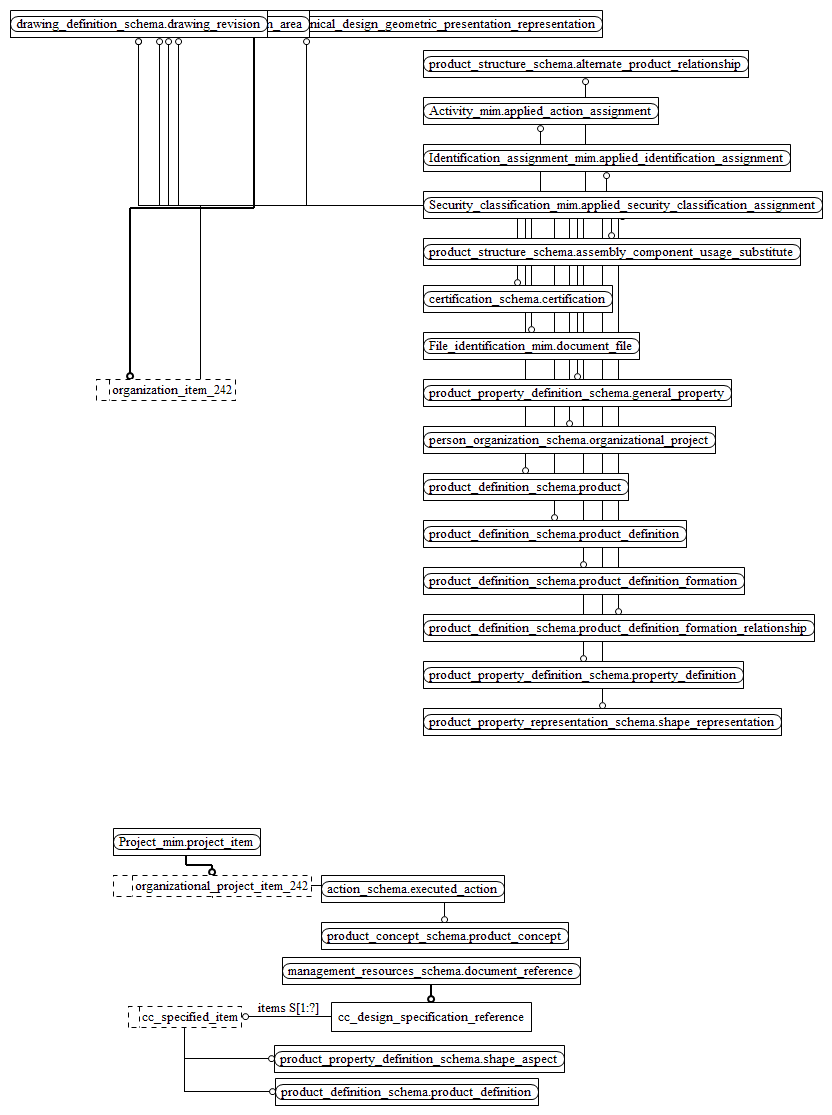 drawing_definition_schema.drawing_revision
area
design_geometric_presentation_representation
product_structure_schema.alternate_product_relationship
Activity_mim.applied_action_assignment
Identification_assignment_mim.applied_identification_assignment
Security_classification_mim.applied_security_classification_assignment
product_structure_schema.assembly_component_usage_substitute
certification_schema.certification
File_identification_mim.document_file
organization_item_242
product_property_definition_schema.general_property
person_organization_schema.organizational_project
product_definition_schema.product
product_definition_schema.product_definition
product_definition_schema.product_definition_formation
product_definition_schema.product_definition_formation_relationship
product_property_definition_schema.property_definition
product_property_representation_schema.shape_representation
Project_mim.project_item
organizational_project_item_242
action_schema.executed_action
product_concept_schema.product_concept
management_resources_schema.document_reference
cc_specified_item
items S[1:?]
cc_design_specification_reference
product_property_definition_schema.shape_aspect
product_definition_schema.product_definition